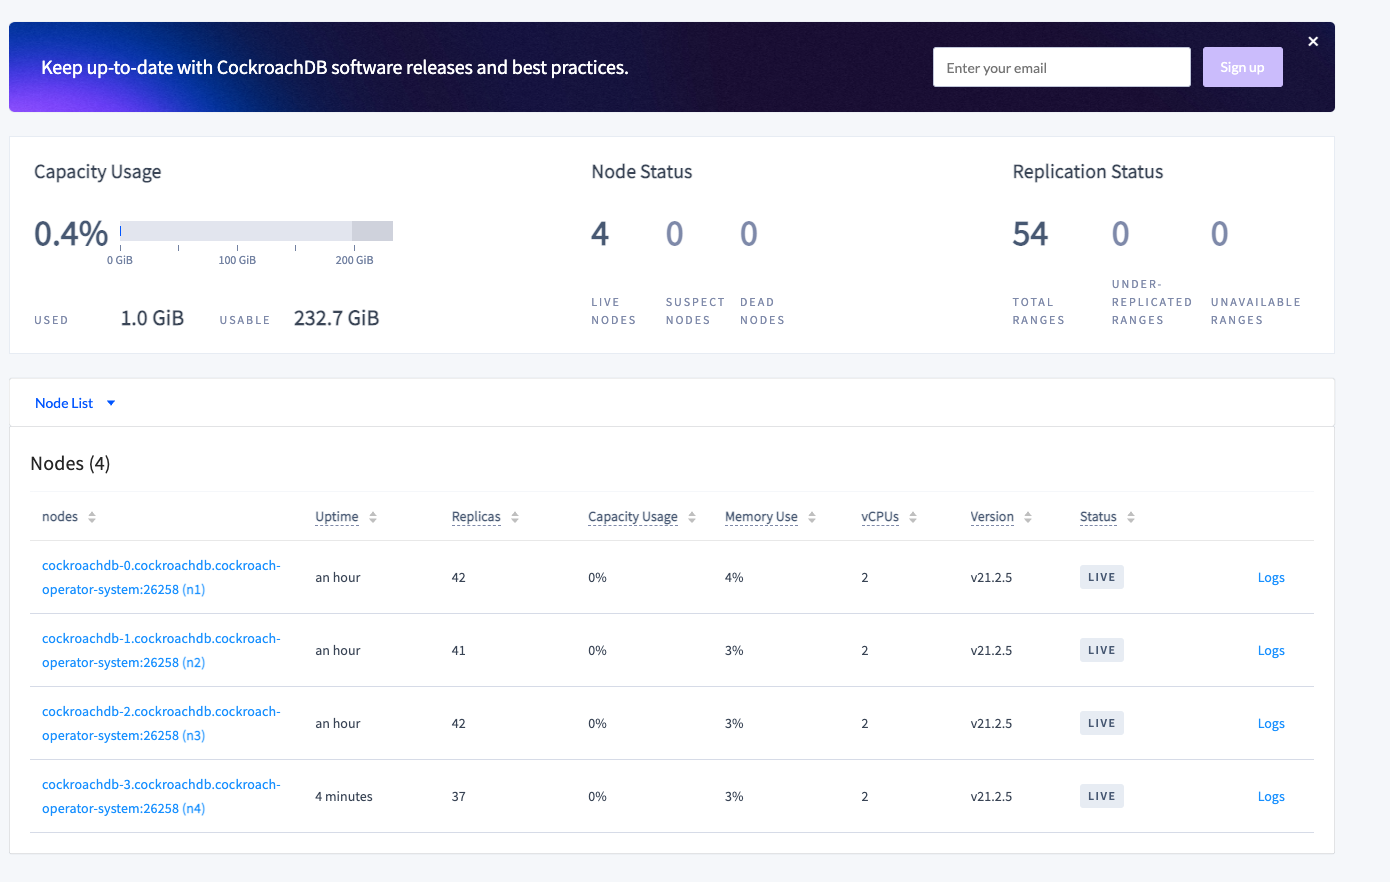 Keep up-to-date with CockroachDB software releases and best practices.
Enter your email
Sign up
Capacity Usage
0.4%
0 GiB 100 GiB 200 GiB
USED 1.0 GiB USABLE 232.7 GiB
Node Status
4 0 0
LIVE NODES
SUSPECT NODES
DEAD NODES
Replication Status
54 0 0
TOTAL RANGES
UNDER-REPLICATED RANGES
UNAVAILABLE RANGES
Node List
Nodes (4)
nodes Uptime Replicas Capacity Usage Memory Use vCPUs Version Status
cockroachdb-0.cockroachdb.cockroach-
operator-system:26258 (n1)
an hour 42 0% 4% 2 v21.2.5 LIVE Logs
cockroachdb-1.cockroachdb.cockroach-
operator-system:26258 (n2)
an hour 41 0% 3% 2 v21.2.5 LIVE Logs
cockroachdb-2.cockroachdb.cockroach-
operator-system:26258 (n3)
an hour 42 0% 3% 2 v21.2.5 LIVE Logs
cockroachdb-3.cockroachdb.cockroach-
operator-system:26258 (n4)
4 minutes 37 0% 3% 2 v21.2.5 LIVE Logs